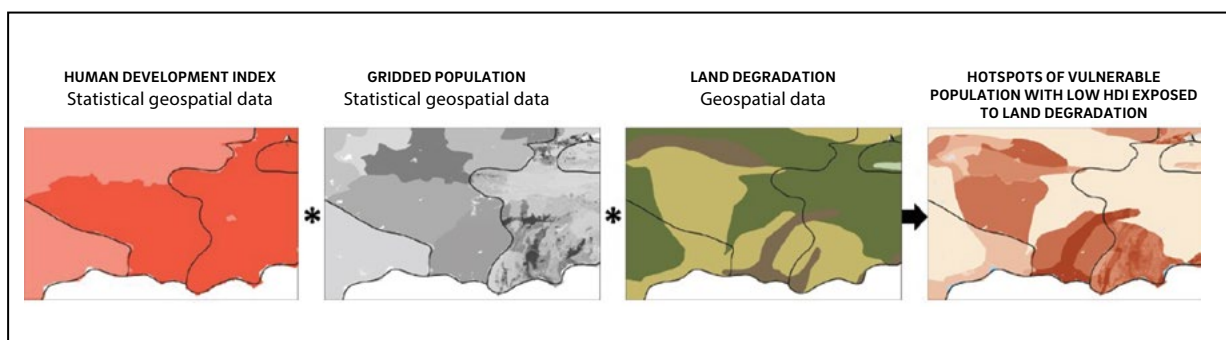 HUMAN DEVELOPMENT INDEX
Statistical geospatial data
GRIDDED POPULATION
Statistical geospatial data
LAND DEGRADATION
Geospatial data
HOTSPOTS OF VULNERABLE
POPULATION WITH LOW HDI EXPOSED
TO LAND DEGRADATION
* *